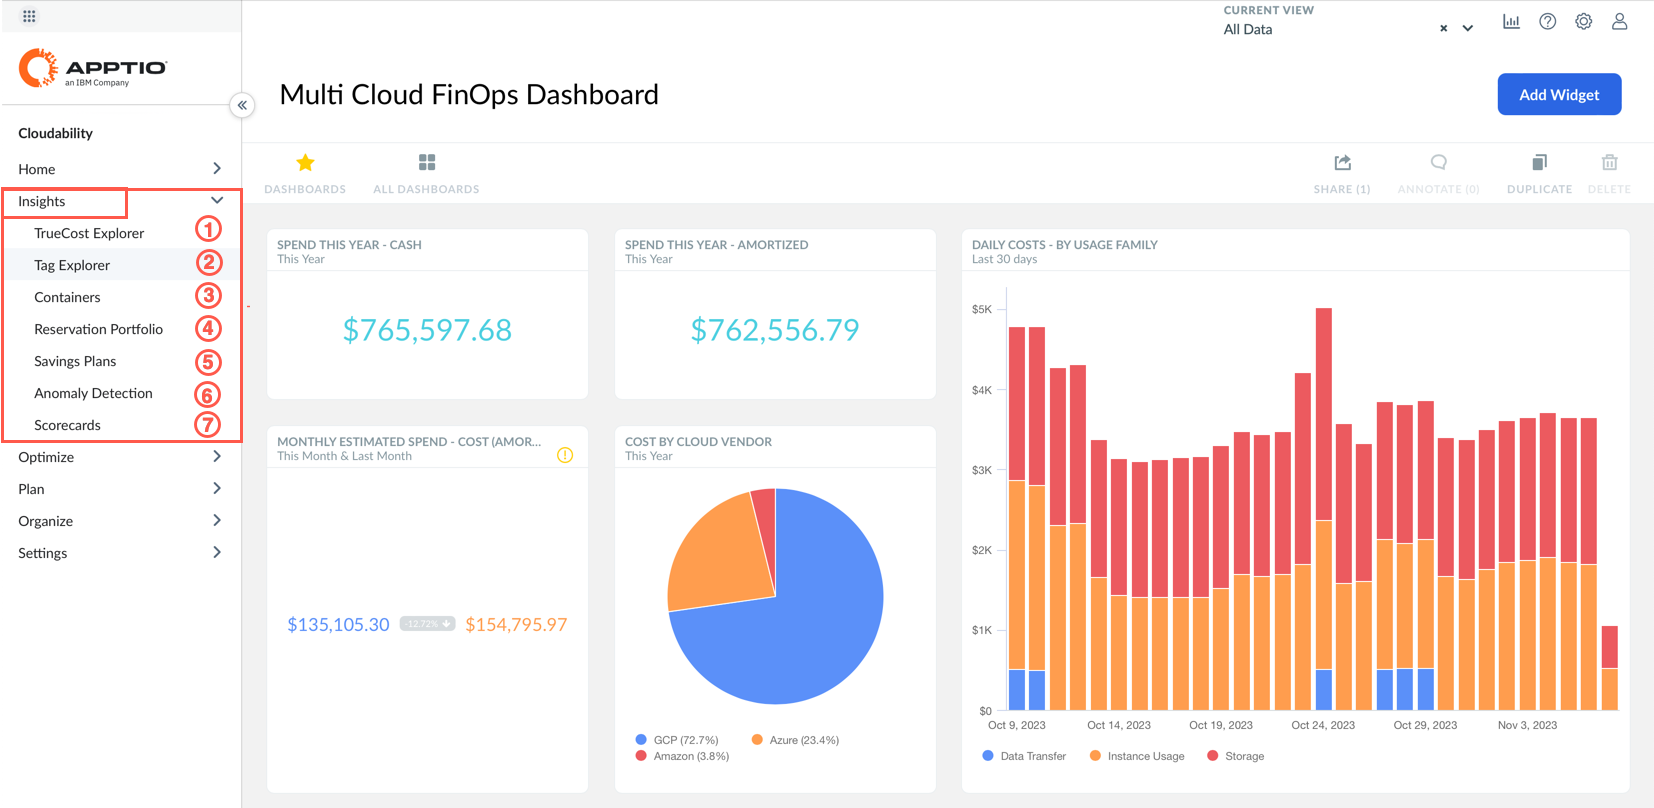 CURRENT VIEW
All Data
APPTIO
an IBM Company
Multi Cloud FinOps Dashboard
Add Widget
Cloudability
Home
Insights
TrueCost Explorer 1
Tag Explorer 2
Containers 3
Reservation Portfolio 4
Savings Plans 5
Anomaly Detection 6
Scorecards 7
Optimize
Plan
Organize
Settings
DASHBOARDS
ALL DASHBOARDS
SHARE (1)
ANNOTATE (0)
DUPLICATE
DELETE
SPEND THIS YEAR - CASH
This Year
$765,597.68
SPEND THIS YEAR - AMORTIZED
This Year
$762,556.79
DAILY COSTS - BY USAGE FAMILY
Last 30 days
$5K
$4K
$3K
$2K
$1K
$0
Oct 9, 2023
Oct 14, 2023
Oct 19, 2023
Oct 24, 2023
Oct 29, 2023
Nov 3, 2023
Data Transfer
Instance Usage
Storage
MONTHLY ESTIMATED SPEND - COST (AMOR...
This Month & Last Month
$135,105.30
-12.72%
$154,795.97
COST BY CLOUD VENDOR
This Year
GCP (72.7%)
Azure (23.4%)
Amazon (3.8%)